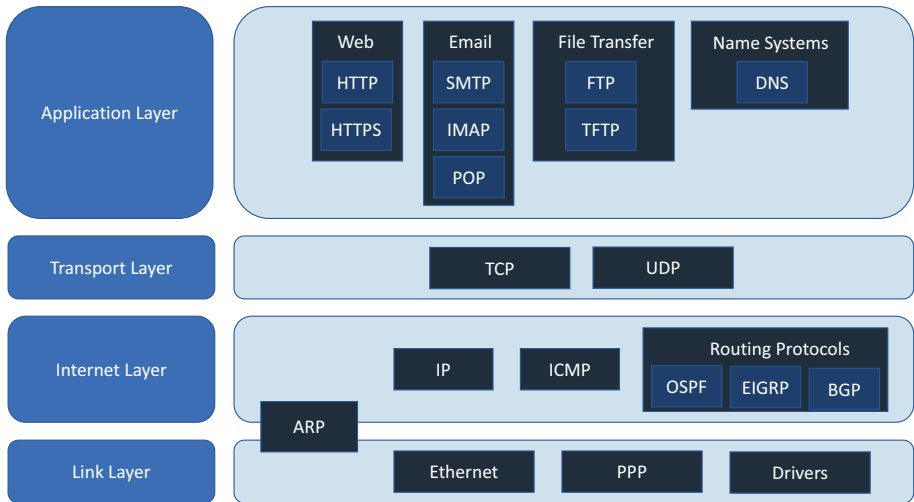 Application Layer
Web
HTTP
HTTPS
Email
SMTP
IMAP
POP
File Transfer
FTP
TFTP
Name Systems
DNS
Transport Layer
TCP
UDP
Internet Layer
IP
ICMP
Routing Protocols
OSPF
EIGRP
BGP
ARP
Link Layer
Ethernet
PPP
Drivers